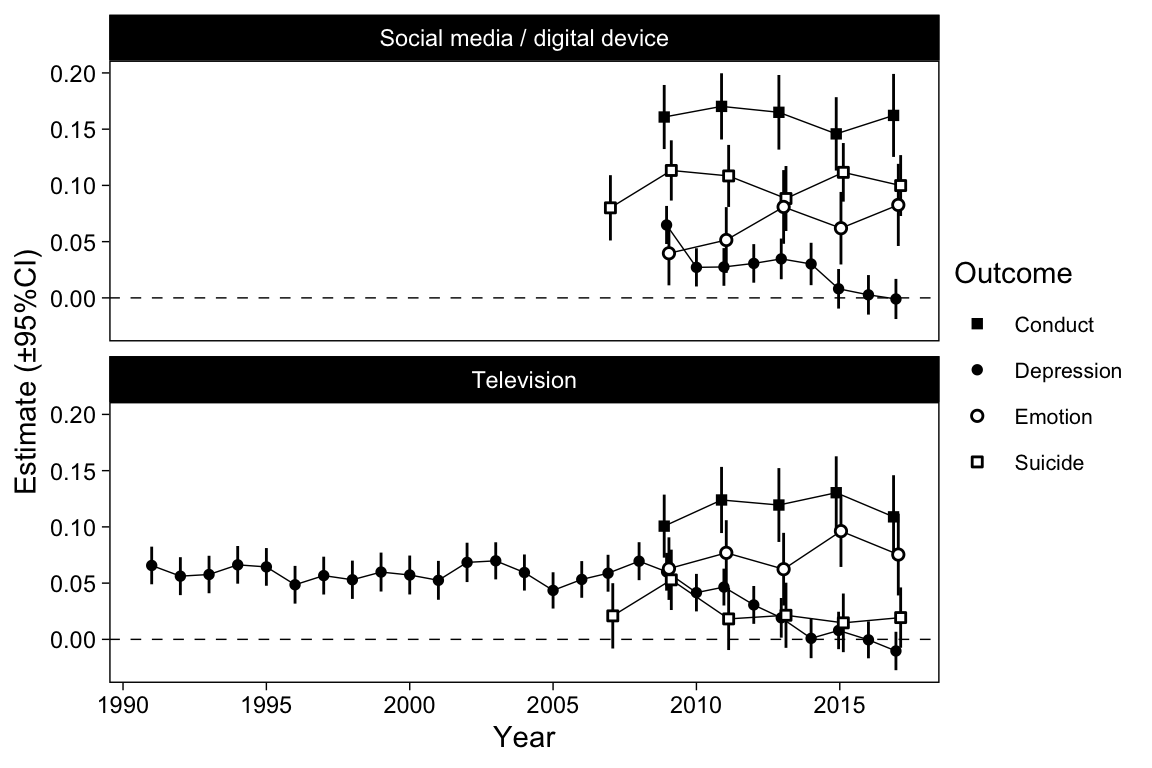 Social media / digital device
0.20
0.15
0.10
0.05
0.00
Television
0.20
0.15
0.10
0.05
0.00
1990 1995 2000 2005 2010 2015
Year
Estimate (±95%CI)
Outcome
Conduct
Depression
Emotion
Suicide